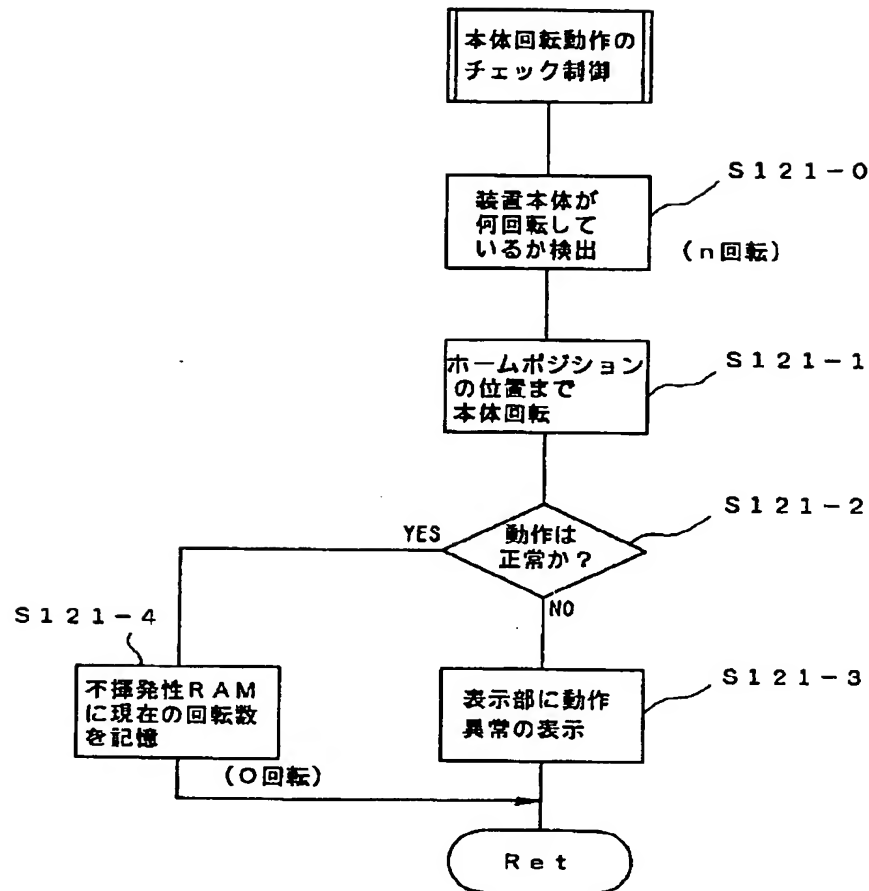 本体回転動作の
チェック制御
S121-0
装置本体が
何回転して
いるか検出
(n回転)
S121-1
ホームポジション
の位置まで
本体回転
S121-2
動作は
正常か?
YES
NO
S121-4
不揮発性RAM
に現在の回転数
を記憶
(0回転)
S121-3
表示部に動作
異常の表示
Ret